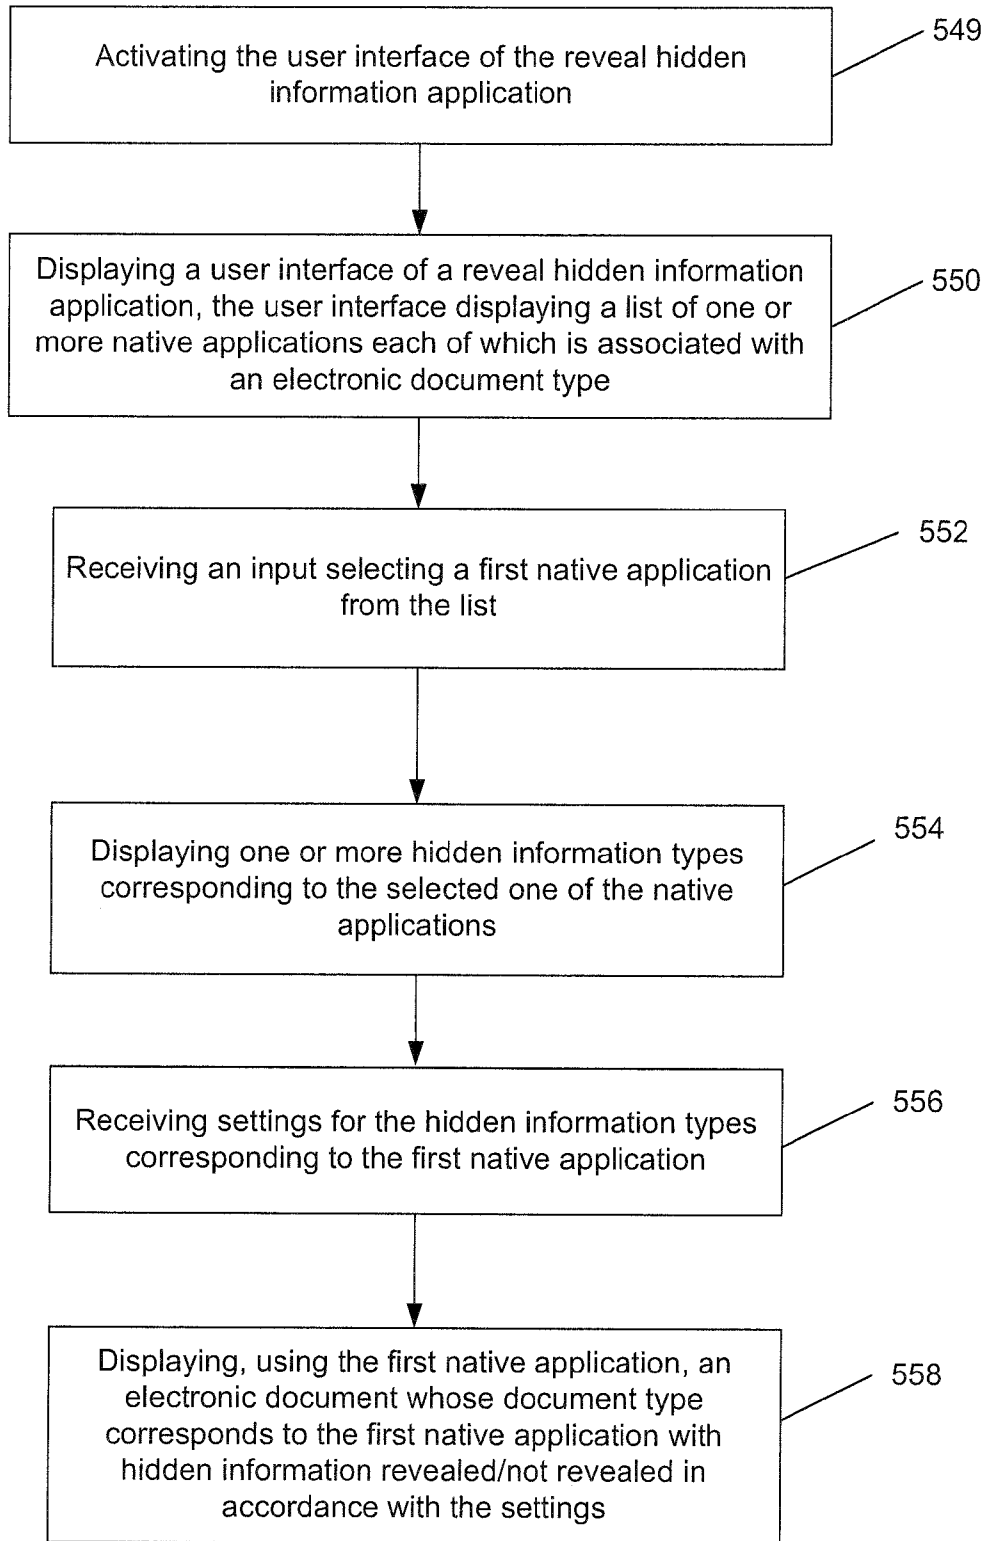 549
Activating the user interface of the reveal hidden
information application
550
Displaying a user interface of a reveal hidden information
application, the user interface displaying a list of one or
more native applications each of which is associated with
an electronic document type
552
Receiving an input selecting a first native application
from the list
554
Displaying one or more hidden information types
corresponding to the selected one of the native
applications
556
Receiving settings for the hidden information types
corresponding to the first native application
558
Displaying, using the first native application, an
electronic document whose document type
corresponds to the first native application with
hidden information revealed/not revealed in
accordance with the settings